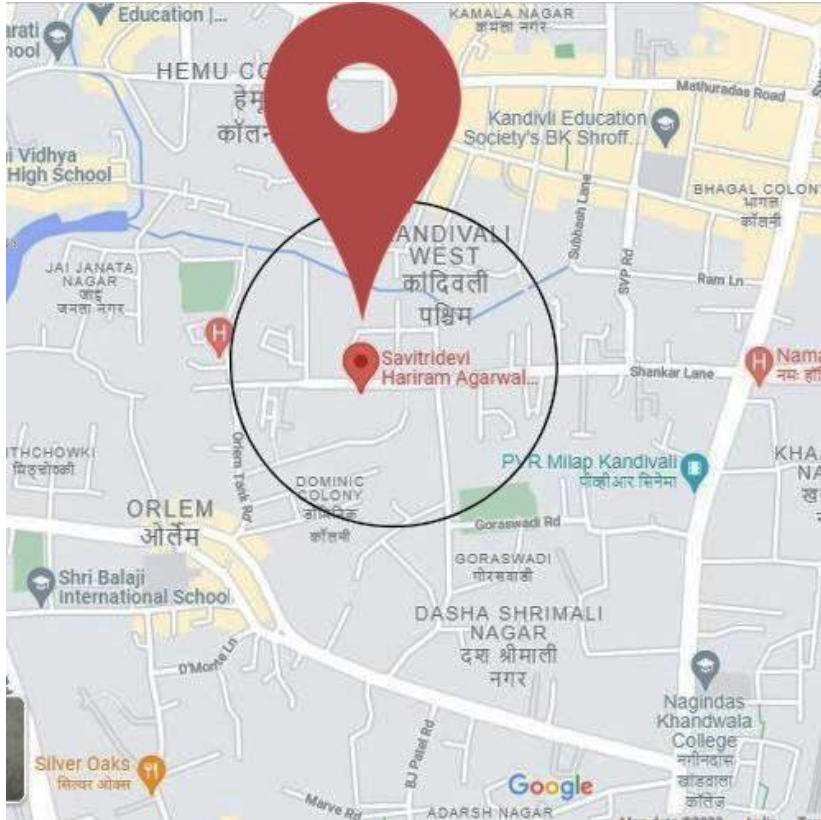 Education |...
KAMALA NAGAR
कमला नगर
HEMU CO
हेमू
कॉलन
Mathuradas Road
Kandivli Education
Society's BK Shroff...
Vidhya
High School
BHAGAL COLONY
भागल
कॉलनी
Subhash Lane
SVP Rd
Ram Ln
ANDIVALI
WEST
कांदिवली
पश्चिम
JAI JANATA
NAGAR
जनता नगर
H
Savitridevi
Hariram Agarwal...
Shankar Lane
H
Nama
PVR Milap Kandivali
पीव्हीआर सिनेमा
ITHCHOWKI
मिठचौकी
Orlem Tank Rd
DOMINIC
COLONY
कॉलनी
ORLEM
ओर्लेम
Goraswadi Rd
GORASWADI
गोरसवाडी
Shri Balaji
International School
DASHA SHRIMALI
NAGAR
दश श्रीमाली
नगर
D'Monte Ln
Nagindas
Khandwala
College
नगीनदास
खांडवाला
कॉलेज
Silver Oaks
सिल्वर ओक्स
BJ Patel Rd
Google
Marve Rd
ADARSH NAGAR